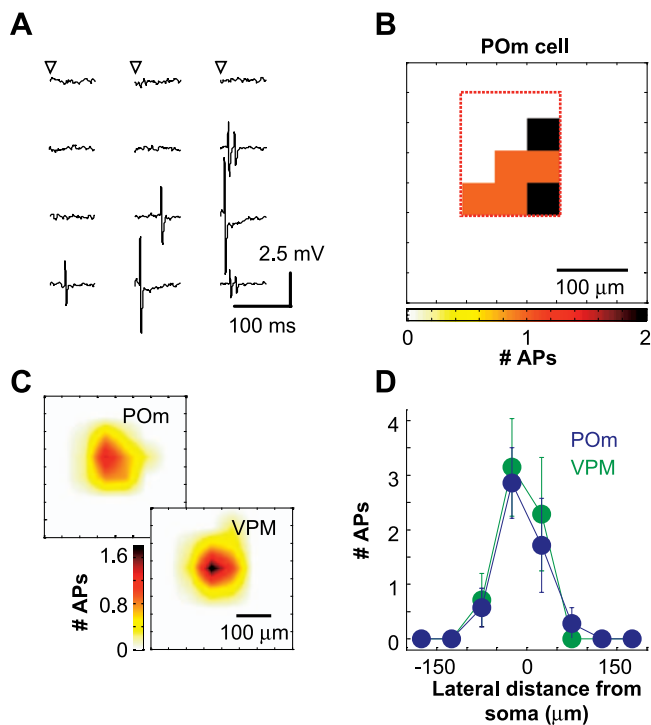 A
2.5 mV
100 ms
B
POm cell
100 μm
0 1 2
# APs
C
POm
VPM
1.6
0.8
0
# APs
100 μm
D
4
3
2
1
0
# APs
POm
VPM
-150 0 150
Lateral distance from
soma (μm)